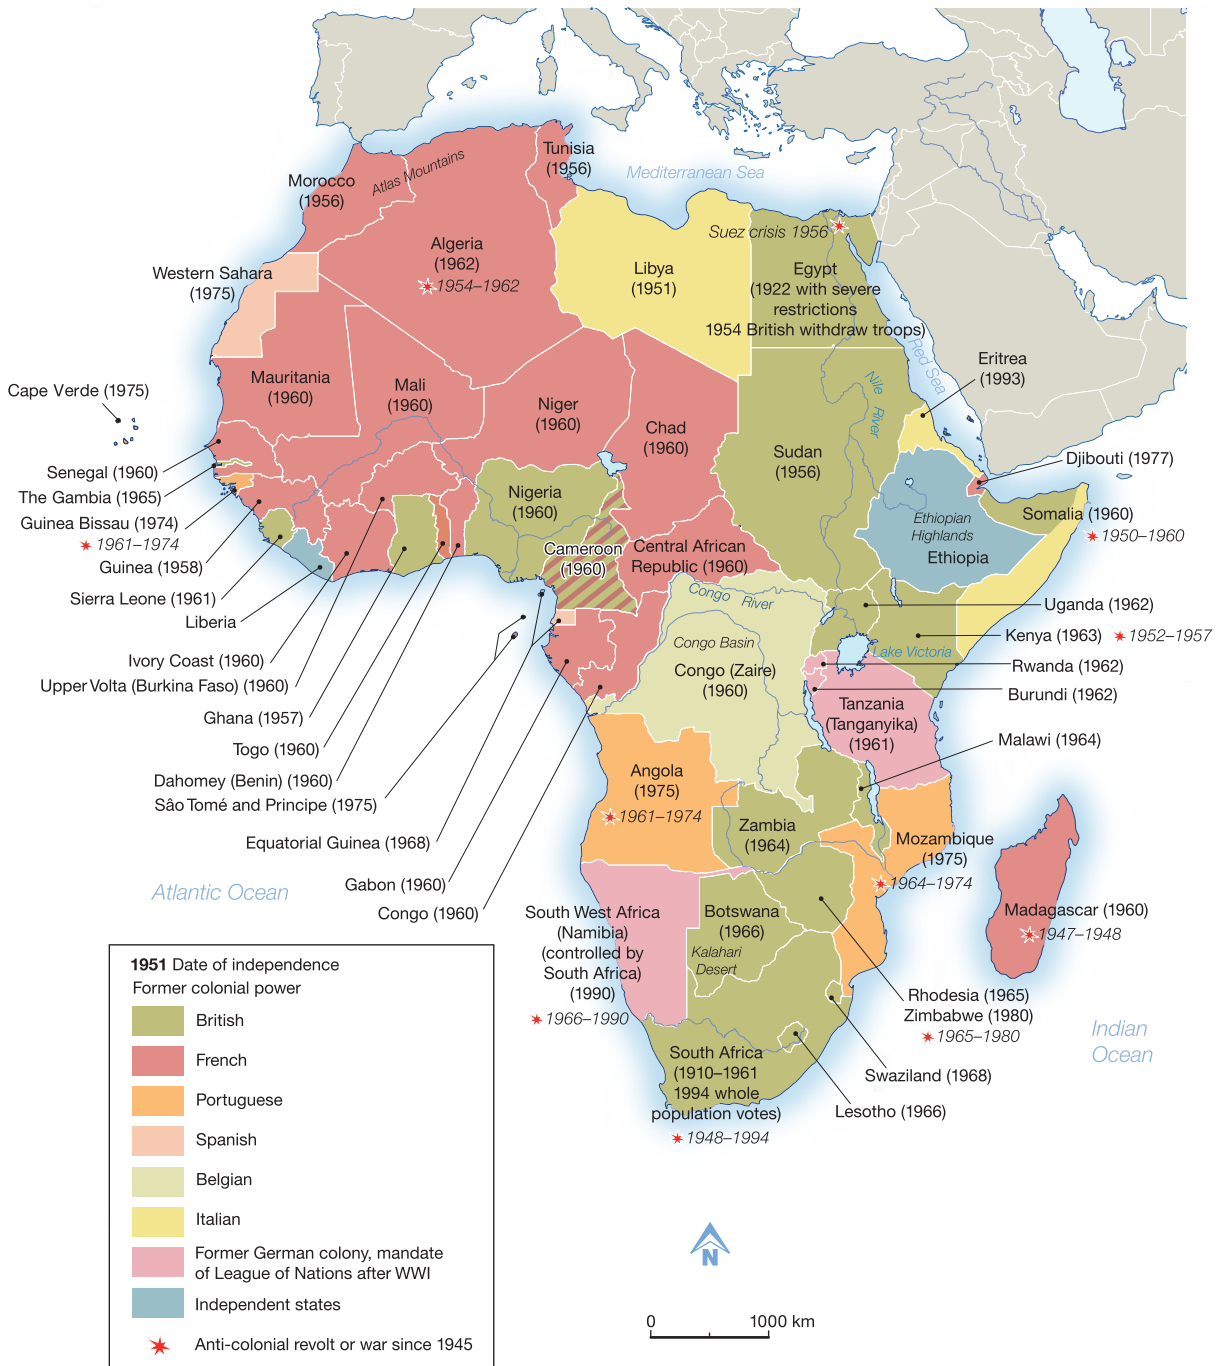 Tunisia
(1956)
Atlas Mountains
Mediterranean Sea
Morocco
(1956)
Algeria
(1962)
1954–1962
Suez crisis 1956
Western Sahara
(1975)
Libya
(1951)
Egypt
(1922 with severe
restrictions
1954 British withdraw troops)
Red Sea
Eritrea
(1993)
Nile River
Cape Verde (1975)
Mauritania
(1960)
Mali
(1960)
Niger
(1960)
Chad
(1960)
Sudan
(1956)
Djibouti (1977)
Senegal (1960)
The Gambia (1965)
Guinea Bissau (1974)
1961–1974
Guinea (1958)
Sierra Leone (1961)
Liberia
Nigeria
(1960)
Cameroon
(1960)
Central African
Republic (1960)
Ethiopian
Highlands
Ethiopia
Somalia (1960)
1950–1960
Uganda (1962)
Kenya (1963)
1952–1957
Lake Victoria
Rwanda (1962)
Burundi (1962)
Congo River
Congo Basin
Congo (Zaire)
(1960)
Tanzania
(Tanganyika)
(1961)
Malawi (1964)
Ivory Coast (1960)
Upper Volta (Burkina Faso) (1960)
Ghana (1957)
Togo (1960)
Dahomey (Benin) (1960)
Sâo Tomé and Principe (1975)
Equatorial Guinea (1968)
Gabon (1960)
Congo (1960)
Angola
(1975)
1961–1974
Zambia
(1964)
Mozambique
(1975)
1964–1974
Atlantic Ocean
South West Africa
(Namibia)
(controlled by
South Africa)
(1990)
1966–1990
Botswana
(1966)
Kalahari
Desert
Madagascar (1960)
1947–1948
Rhodesia (1965)
Zimbabwe (1980)
1965–1980
Indian
Ocean
South Africa
(1910–1961
1994 whole
population votes)
1948–1994
Swaziland (1968)
Lesotho (1966)
1951 Date of independence
Former colonial power
British
French
Portuguese
Spanish
Belgian
Italian
Former German colony, mandate
of League of Nations after WWI
Independent states
Anti-colonial revolt or war since 1945
N
0 1000 km